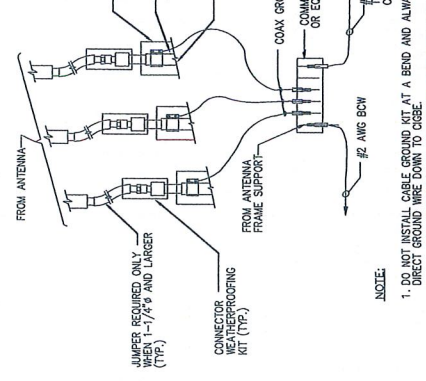 FROM ANTENNA
JUMPER REQUIRED ONLY
WHEN 1-1/4"Ø AND LARGER
(TYP.)
CONNECTOR
WEATHERPROOFING
KIT (TYP.)
FROM ANTENNA
FRAME SUPPORT
COAX GRO
COMM
OR EQ
#2 AWG BCW
NOTE:
1. DO NOT INSTALL CABLE GROUND KIT AT A BEND AND ALWA
DIRECT GROUND WIRE DOWN TO CIGBE.